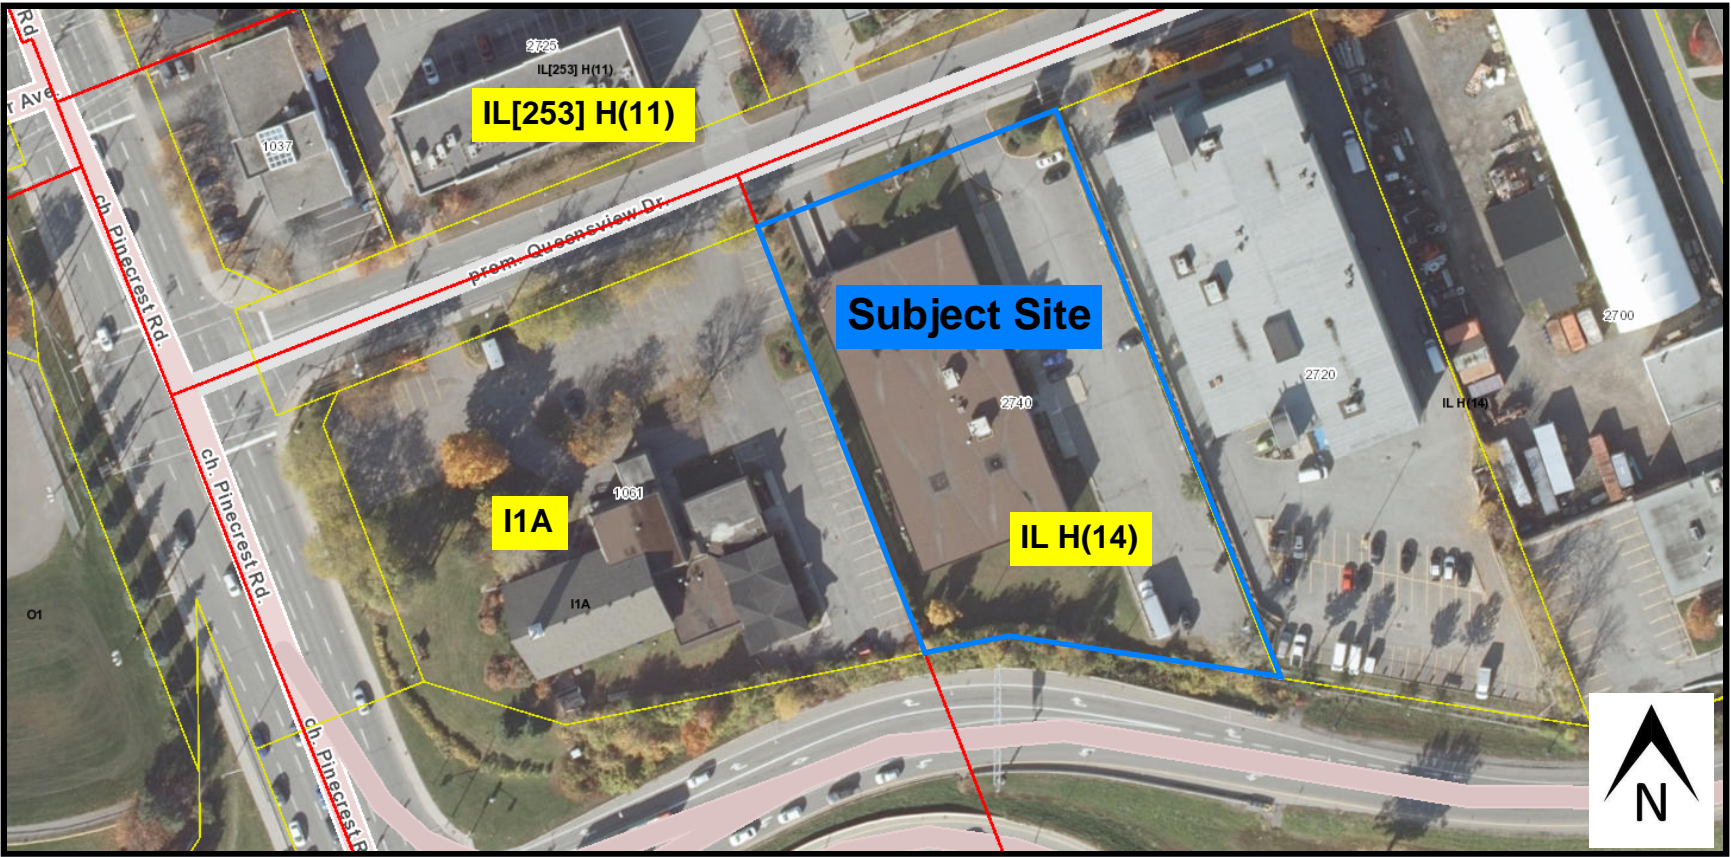 Rd
r Ave.
2725
IL[253] H(11)
IL[253] H(11)
1037
ch. Pinecrest Rd.
prom. Queensview Dr.
Subject Site
2700
2720
2740
IL H(14)
ch. Pinecrest Rd.
1061
I1A
IL H(14)
I1A
O1
ch. Pinecrest R
N